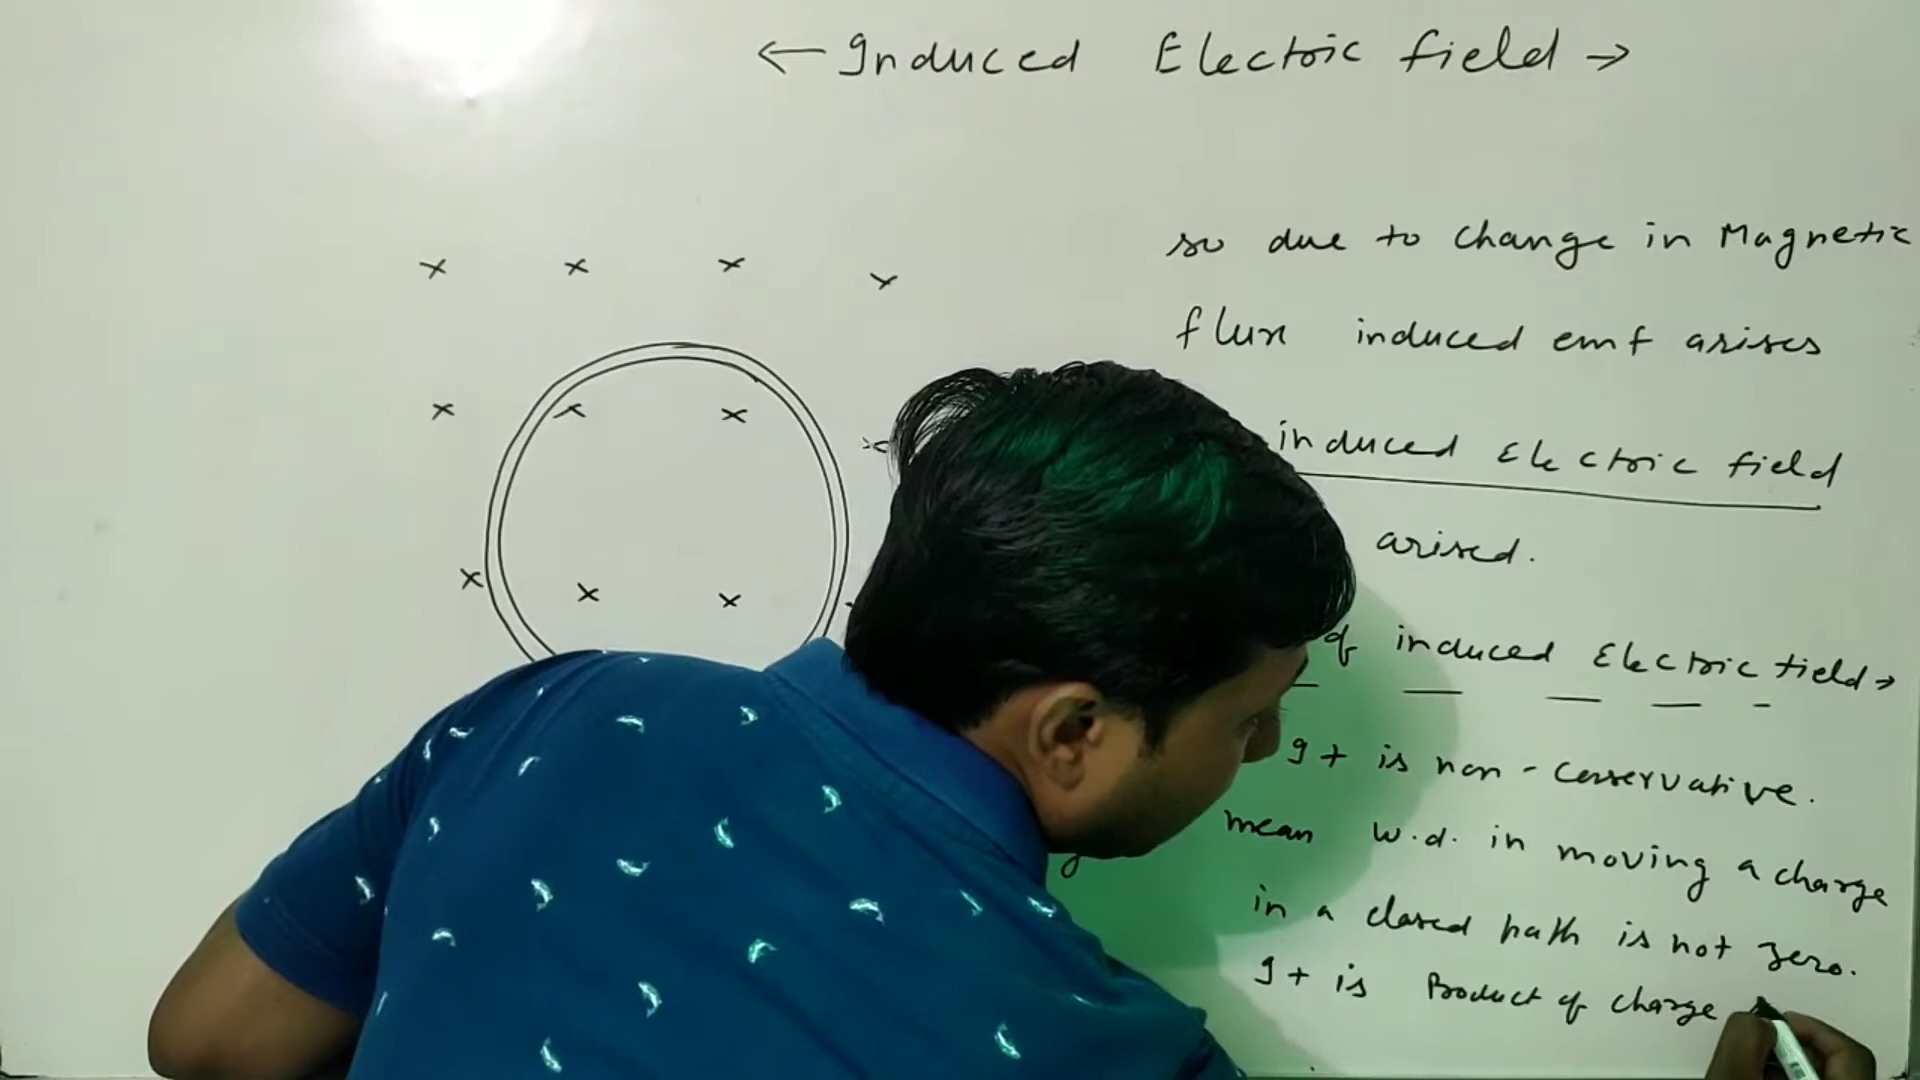 ← Induced Electric field →
so due to change in Magnetic
flux induced emf arises
induced Electric field
arised.
of induced Electric field →
It is non-conservative.
mean w.d. in moving a charge
in a closed path is not zero.
It is Product of charge